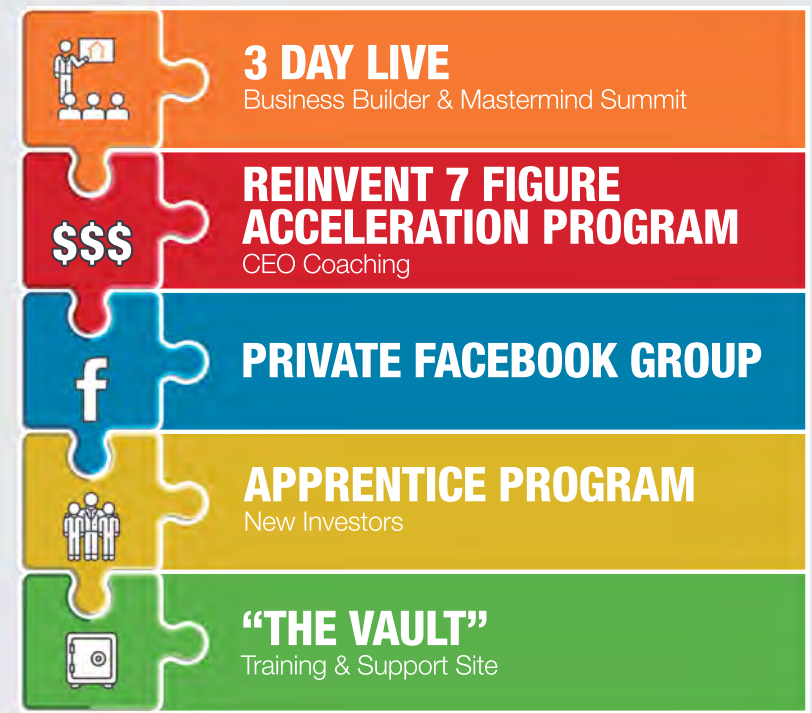 3 DAY LIVE
Business Builder & Mastermind Summit
$$$
REINVENT 7 FIGURE
ACCELERATION PROGRAM
CEO Coaching
f
PRIVATE FACEBOOK GROUP
APPRENTICE PROGRAM
New Investors
“THE VAULT”
Training & Support Site